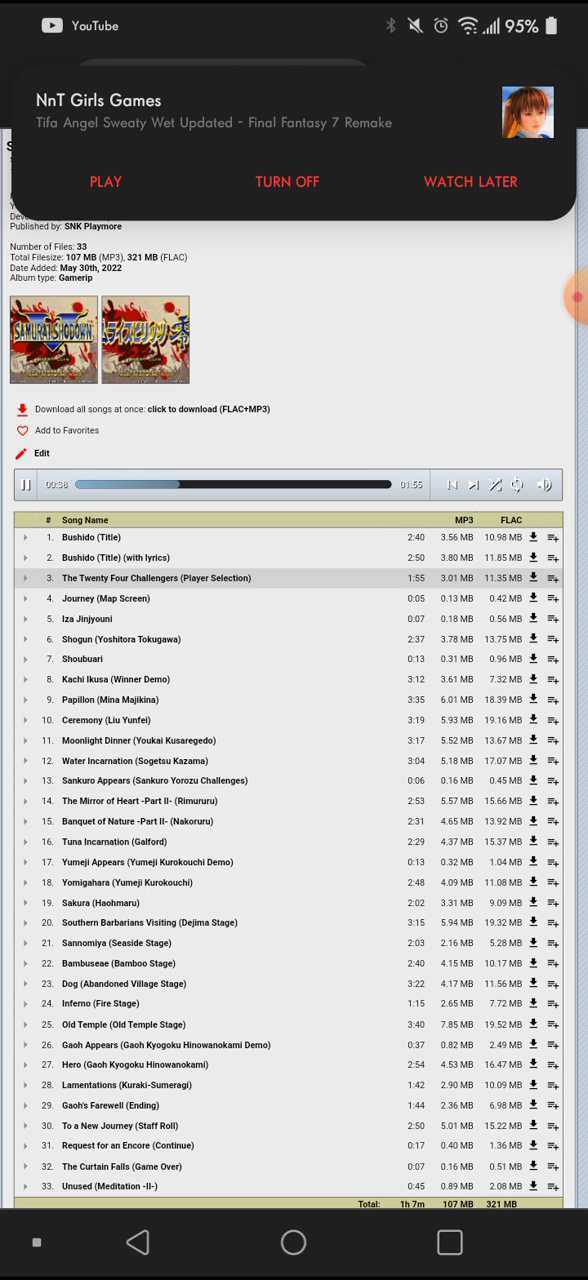 YouTube
95%
NnT Girls Games
Tifa Angel Sweaty Wet Updated - Final Fantasy 7 Remake
PLAY TURN OFF WATCH LATER
Published by: SNK Playmore
Number of Files: 33
Total Filesize: 107 MB (MP3), 321 MB (FLAC)
Date Added: May 30th, 2022
Album type: Gamerip
SAMURAI SHODOWN
Download all songs at once: click to download (FLAC+MP3)
Add to Favorites
Edit
00:38 01:55
# Song Name MP3 FLAC
1. Bushido (Title) 2:40 3.56 MB 10.98 MB
2. Bushido (Title) (with lyrics) 2:50 3.80 MB 11.85 MB
3. The Twenty Four Challengers (Player Selection) 1:55 3.01 MB 11.35 MB
4. Journey (Map Screen) 0:05 0.13 MB 0.42 MB
5. Iza Jinjyouni 0:07 0.18 MB 0.56 MB
6. Shogun (Yoshitora Tokugawa) 2:37 3.78 MB 13.75 MB
7. Shoubuari 0:13 0.31 MB 0.96 MB
8. Kachi Ikusa (Winner Demo) 3:12 3.61 MB 7.32 MB
9. Papillon (Mina Majikina) 3:35 6.01 MB 18.39 MB
10. Ceremony (Liu Yunfei) 3:19 5.93 MB 19.16 MB
11. Moonlight Dinner (Youkai Kusaregedo) 3:17 5.52 MB 13.67 MB
12. Water Incarnation (Sogetsu Kazama) 3:04 5.18 MB 17.07 MB
13. Sankuro Appears (Sankuro Yorozu Challenges) 0:06 0.16 MB 0.45 MB
14. The Mirror of Heart -Part II- (Rimururu) 2:53 5.57 MB 15.66 MB
15. Banquet of Nature -Part II- (Nakoruru) 2:31 4.65 MB 13.92 MB
16. Tuna Incarnation (Galford) 2:29 4.37 MB 15.37 MB
17. Yumeji Appears (Yumeji Kurokouchi Demo) 0:13 0.32 MB 1.04 MB
18. Yomigahara (Yumeji Kurokouchi) 2:48 4.09 MB 11.08 MB
19. Sakura (Haohmaru) 2:02 3.31 MB 9.09 MB
20. Southern Barbarians Visiting (Dejima Stage) 3:15 5.94 MB 19.32 MB
21. Sannomiya (Seaside Stage) 2:03 2.16 MB 5.28 MB
22. Bambuseae (Bamboo Stage) 2:40 4.15 MB 10.17 MB
23. Dog (Abandoned Village Stage) 3:22 4.17 MB 11.56 MB
24. Inferno (Fire Stage) 1:15 2.65 MB 7.72 MB
25. Old Temple (Old Temple Stage) 3:40 7.85 MB 19.52 MB
26. Gaoh Appears (Gaoh Kyogoku Hinowanokami Demo) 0:37 0.82 MB 2.49 MB
27. Hero (Gaoh Kyogoku Hinowanokami) 2:54 4.53 MB 16.47 MB
28. Lamentations (Kuraki-Sumeragi) 1:42 2.90 MB 10.09 MB
29. Gaoh's Farewell (Ending) 1:44 2.36 MB 6.98 MB
30. To a New Journey (Staff Roll) 2:50 5.01 MB 15.22 MB
31. Request for an Encore (Continue) 0:17 0.40 MB 1.36 MB
32. The Curtain Falls (Game Over) 0:07 0.16 MB 0.51 MB
33. Unused (Meditation -II-) 0:45 0.89 MB 2.08 MB
Total: 1h 7m 107 MB 321 MB